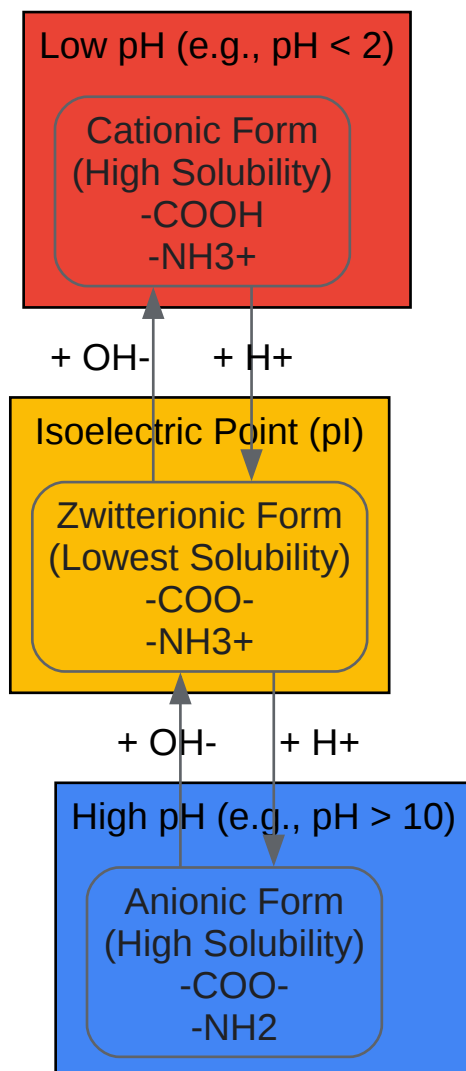 Low pH (e.g., pH < 2)
Cationic Form
(High Solubility)
-COOH
-NH3+
+ OH-
+ H+
Isoelectric Point (pI)
Zwitterionic Form
(Lowest Solubility)
-COO-
-NH3+
+ OH-
+ H+
High pH (e.g., pH > 10)
Anionic Form
(High Solubility)
-COO-
-NH2